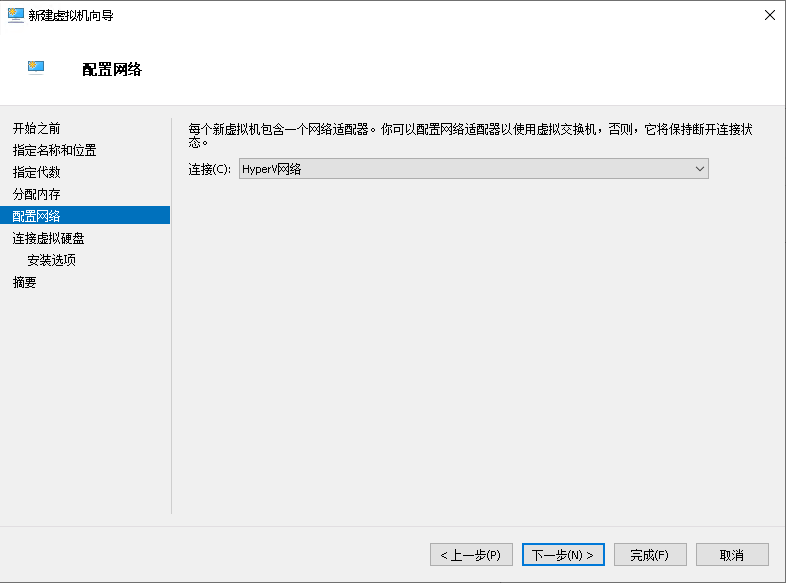 新建虚拟机向导
配置网络
开始之前
指定名称和位置
指定代数
分配内存
配置网络
连接虚拟硬盘
安装选项
摘要
每个新虚拟机包含一个网络适配器。你可以配置网络适配器以使用虚拟交换机，否则，它将保持断开连接状
态。
连接(C): HyperV网络
< 上一步(P) 下一步(N) > 完成(F) 取消